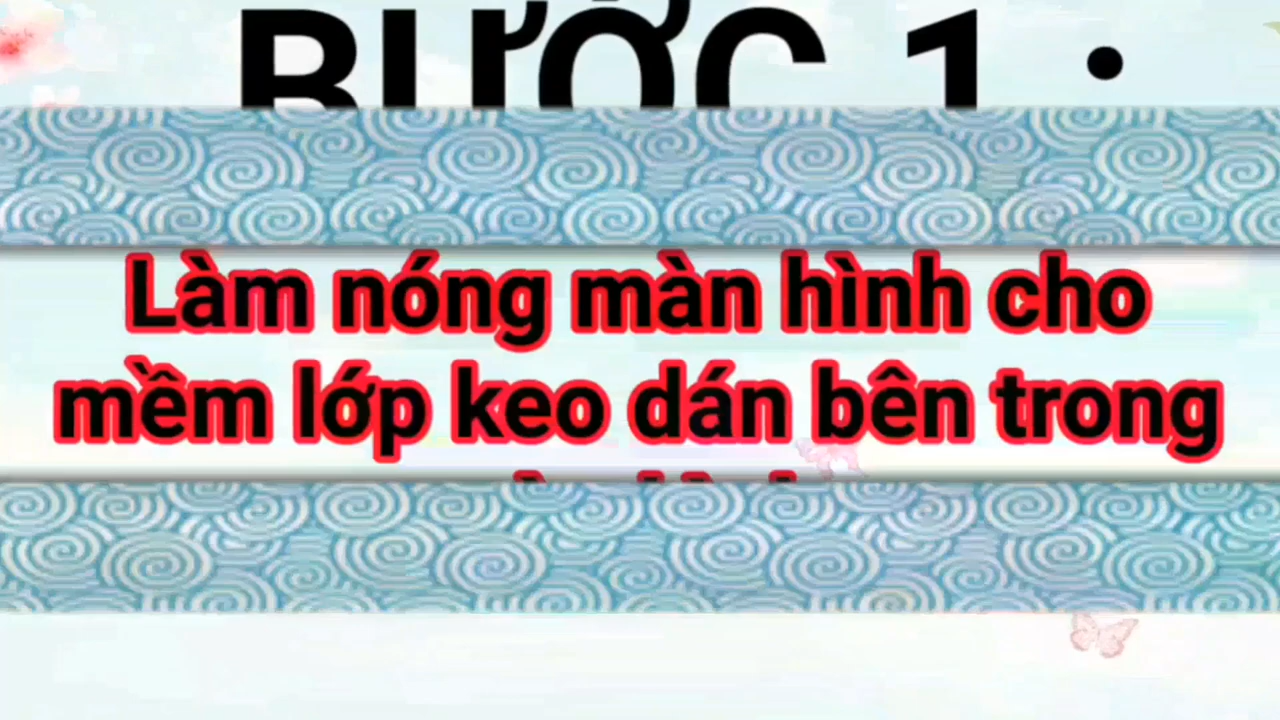 BƯỚC 1 :
Làm nóng màn hình cho
mềm lớp keo dán bên trong